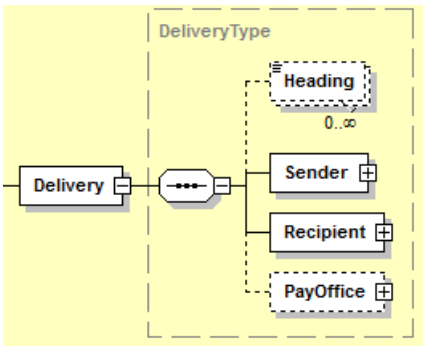 DeliveryType
Heading
0..∞
Delivery
Sender
Recipient
PayOffice